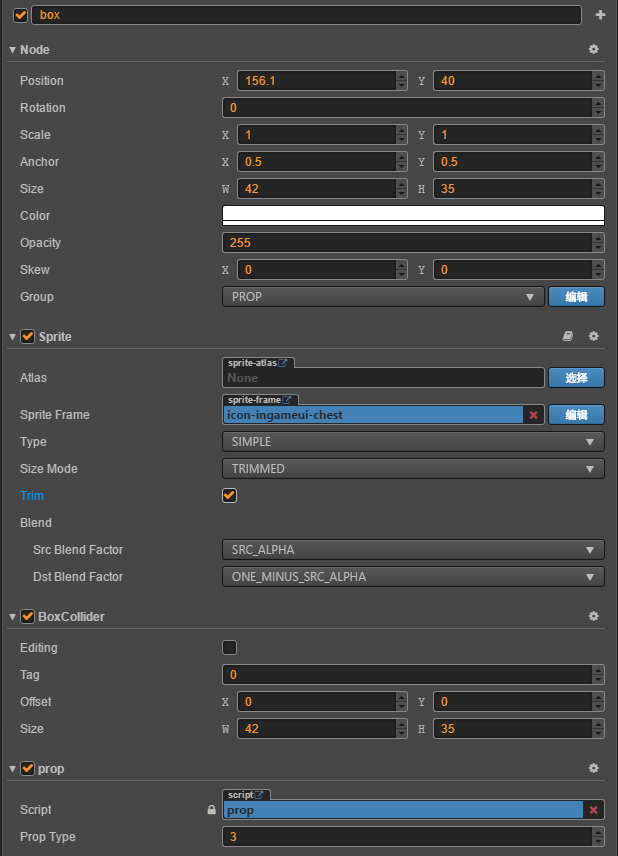 box
Node
Position X 156.1 Y 40
Rotation 0
Scale X 1 Y 1
Anchor X 0.5 Y 0.5
Size W 42 H 35
Color
Opacity 255
Skew X 0 Y 0
Group PROP 编辑
Sprite
sprite-atlas
Atlas None 选择
sprite-frame
Sprite Frame icon-ingameui-chest 编辑
Type SIMPLE
Size Mode TRIMMED
Trim
Blend
Src Blend Factor SRC_ALPHA
Dst Blend Factor ONE_MINUS_SRC_ALPHA
BoxCollider
Editing
Tag 0
Offset X 0 Y 0
Size W 42 H 35
prop
script
Script prop
Prop Type 3